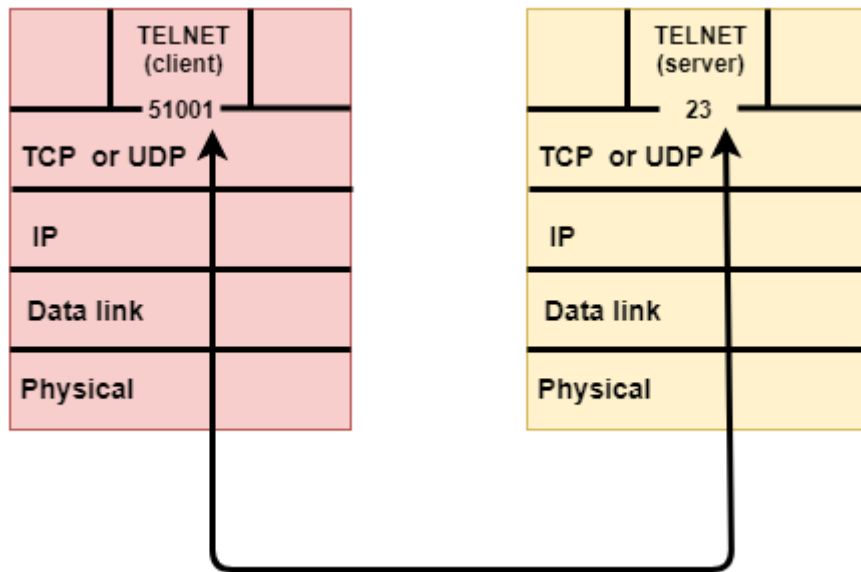 TELNET
(client)
51001
TCP or UDP
IP
Data link
Physical
TELNET
(server)
23
TCP or UDP
IP
Data link
Physical